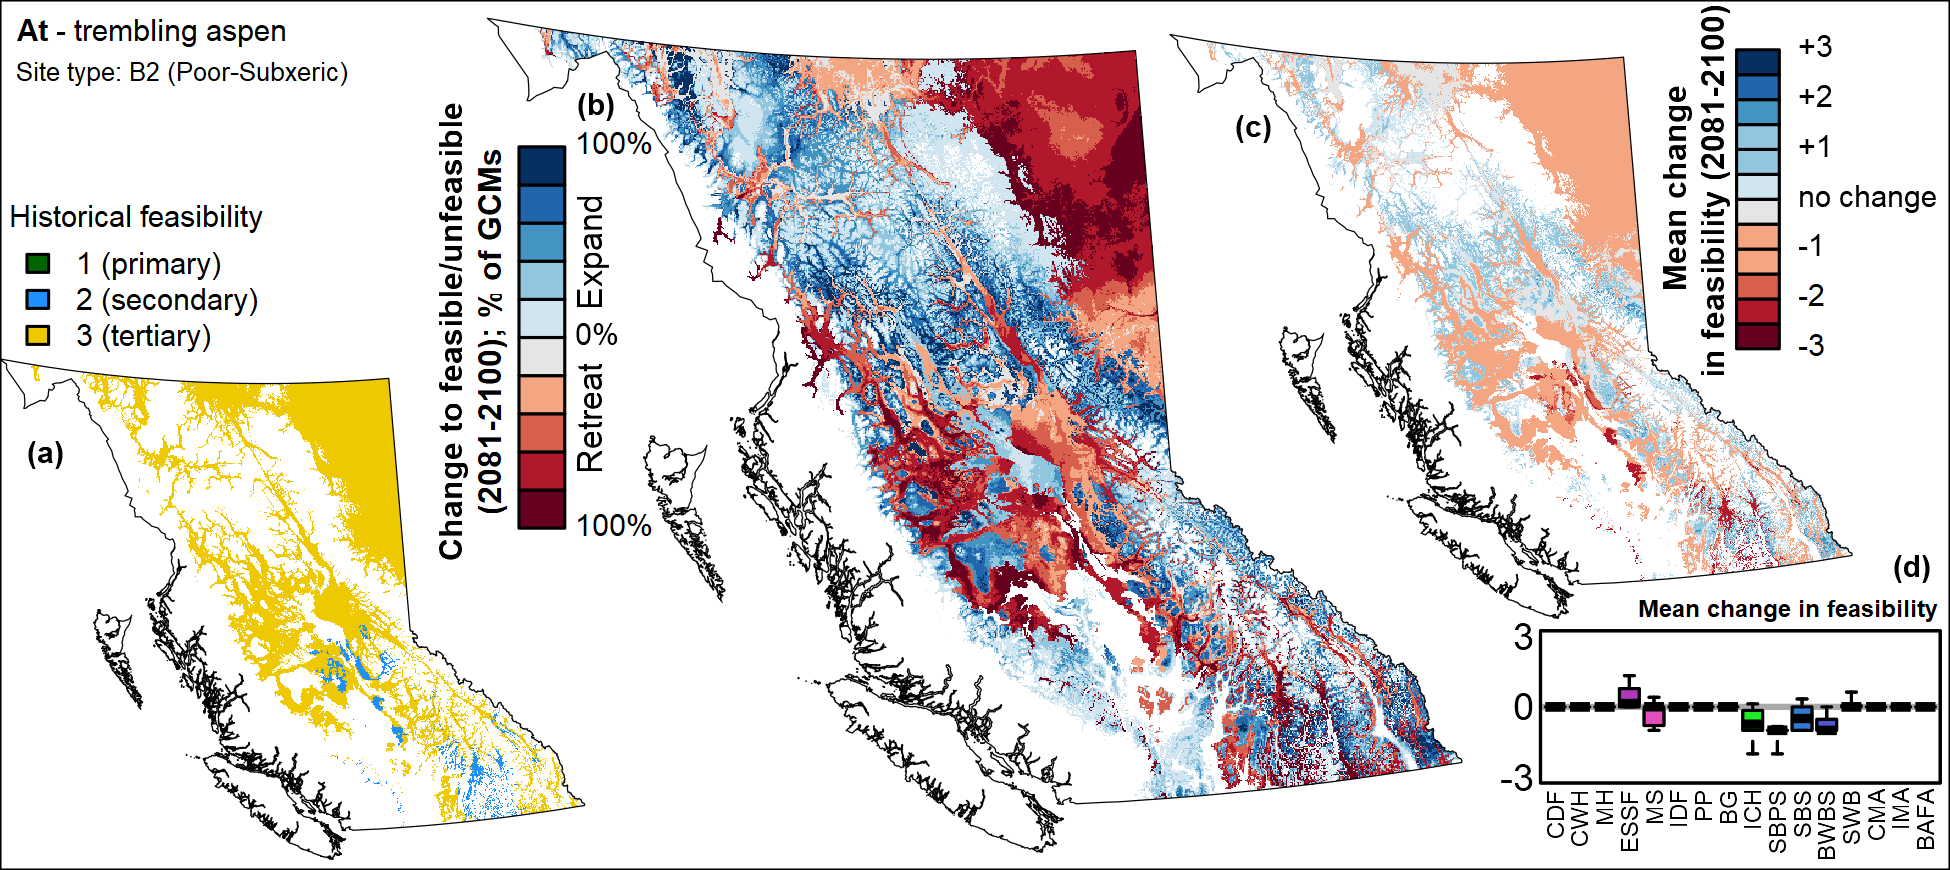 At - trembling aspen
Site type: B2 (Poor-Subxeric)
Historical feasibility
1 (primary)
2 (secondary)
3 (tertiary)
(a)
(b)
Change to feasible/unfeasible
(2081-2100); % of GCMs
100%
Expand
0%
Retreat
100%
(c)
Mean change
in feasibility (2081-2100)
+3
+2
+1
no change
-1
-2
-3
(d)
Mean change in feasibility
3
0
-3
CDF
CWH
MH
ESSF
MS
IDF
PP
BG
ICH
SBPS
SBS
BWBS
SWB
CMA
IMA
BAFA